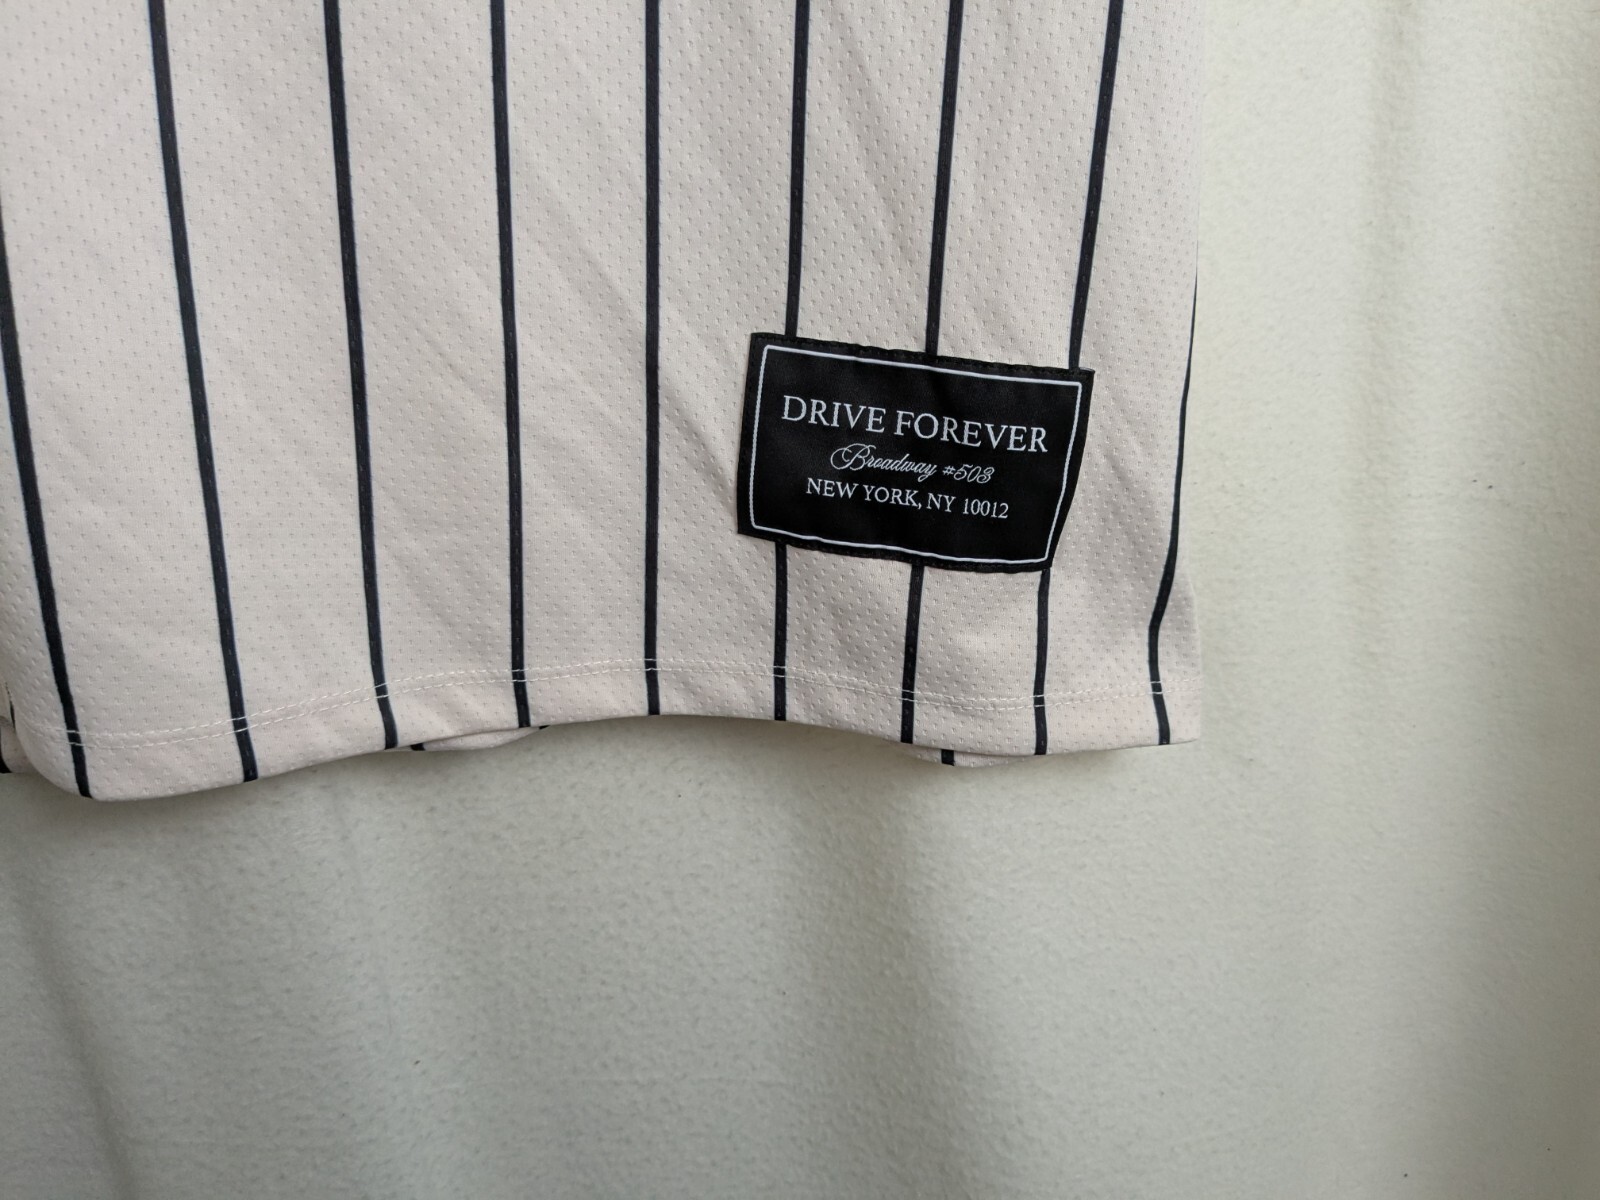 DRIVE FOREVER
Broadway #503
NEW YORK, NY 10012